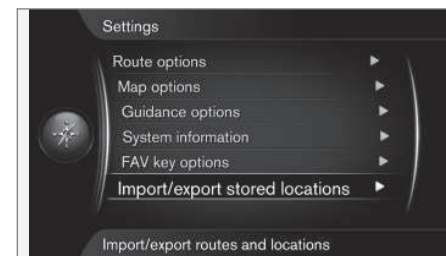 Settings
Route options
Map options
Guidance options
System information
FAV key options
Import/export stored locations
Import/export routes and locations